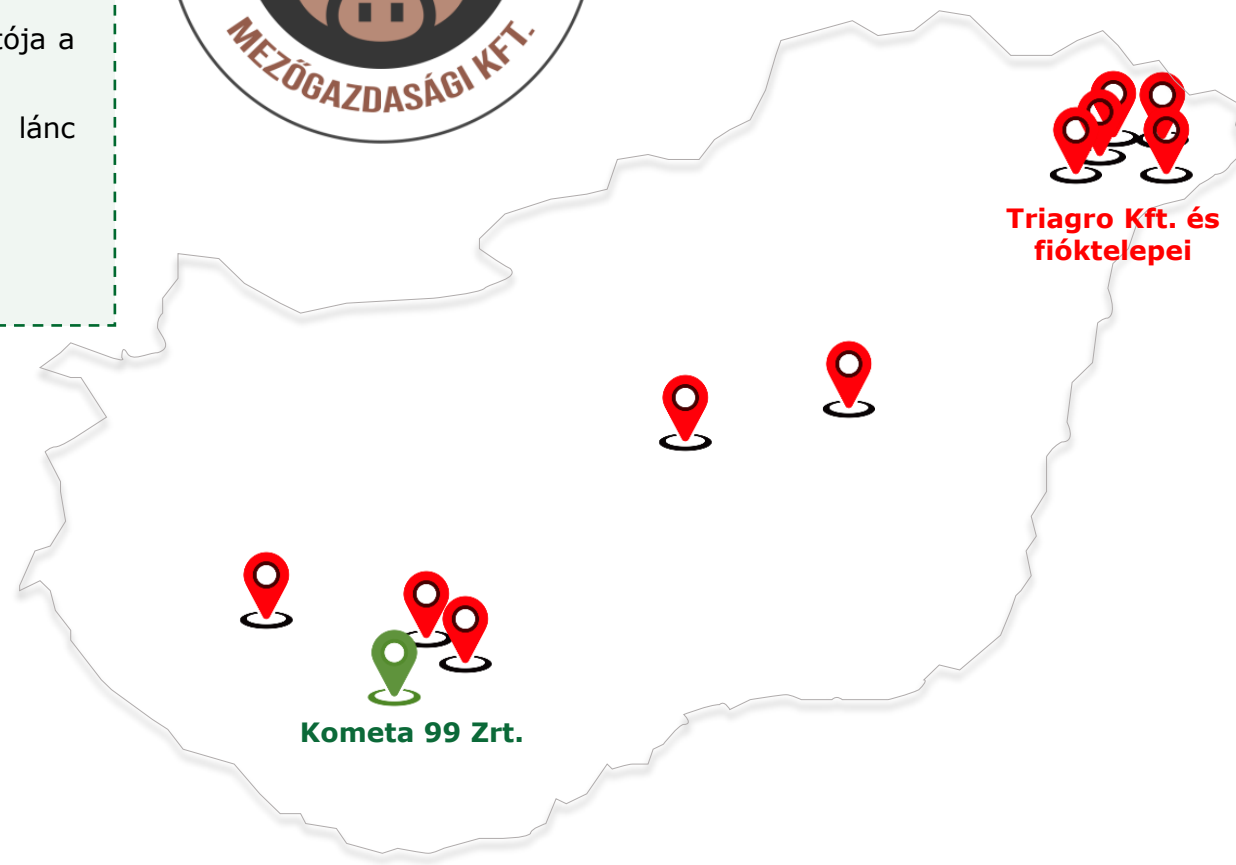 tója a
lánc
MEZŐGAZDASÁGI KFT.
Triagro Kft. és
fióktelepei
Kometa 99 Zrt.